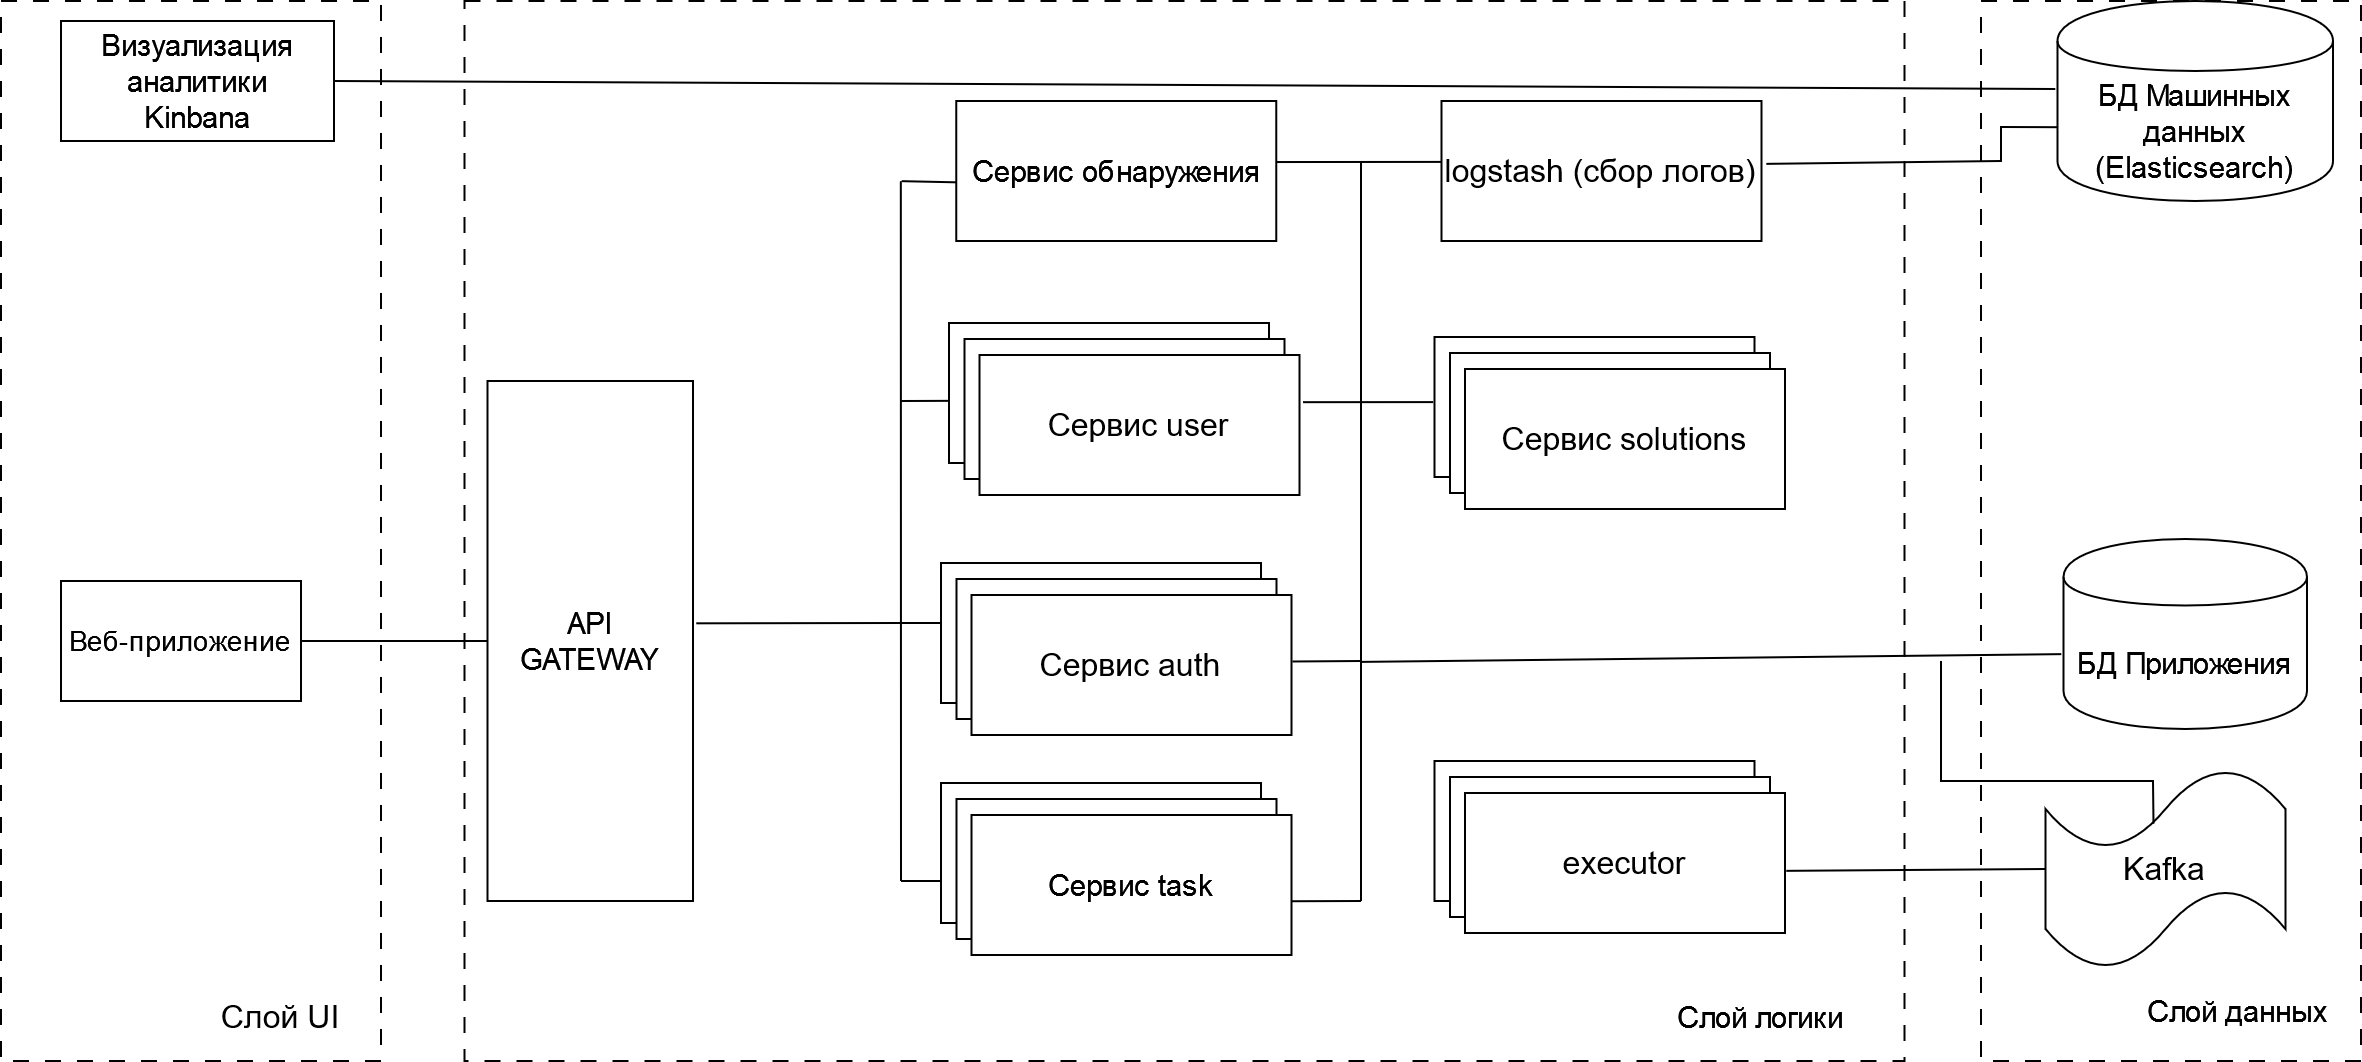 Визуализация
аналитики
Kinbana
БД Машинных
данных
(Elasticsearch)
Сервис обнаружения
logstash (сбор логов)
Сервис user
Сервис solutions
Веб-приложение
API
GATEWAY
Сервис auth
БД Приложения
Сервис task
executor
Kafka
Слой UI
Слой логики
Слой данных